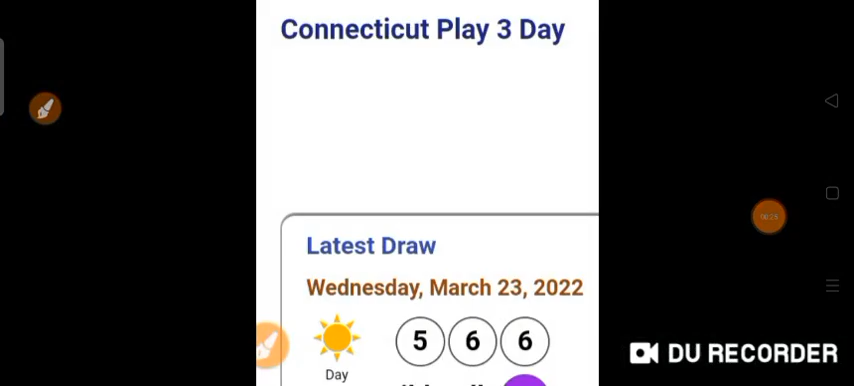 Connecticut Play 3 Day
Latest Draw
Wednesday, March 23, 2022
5 6 6
Day
DU RECORDER